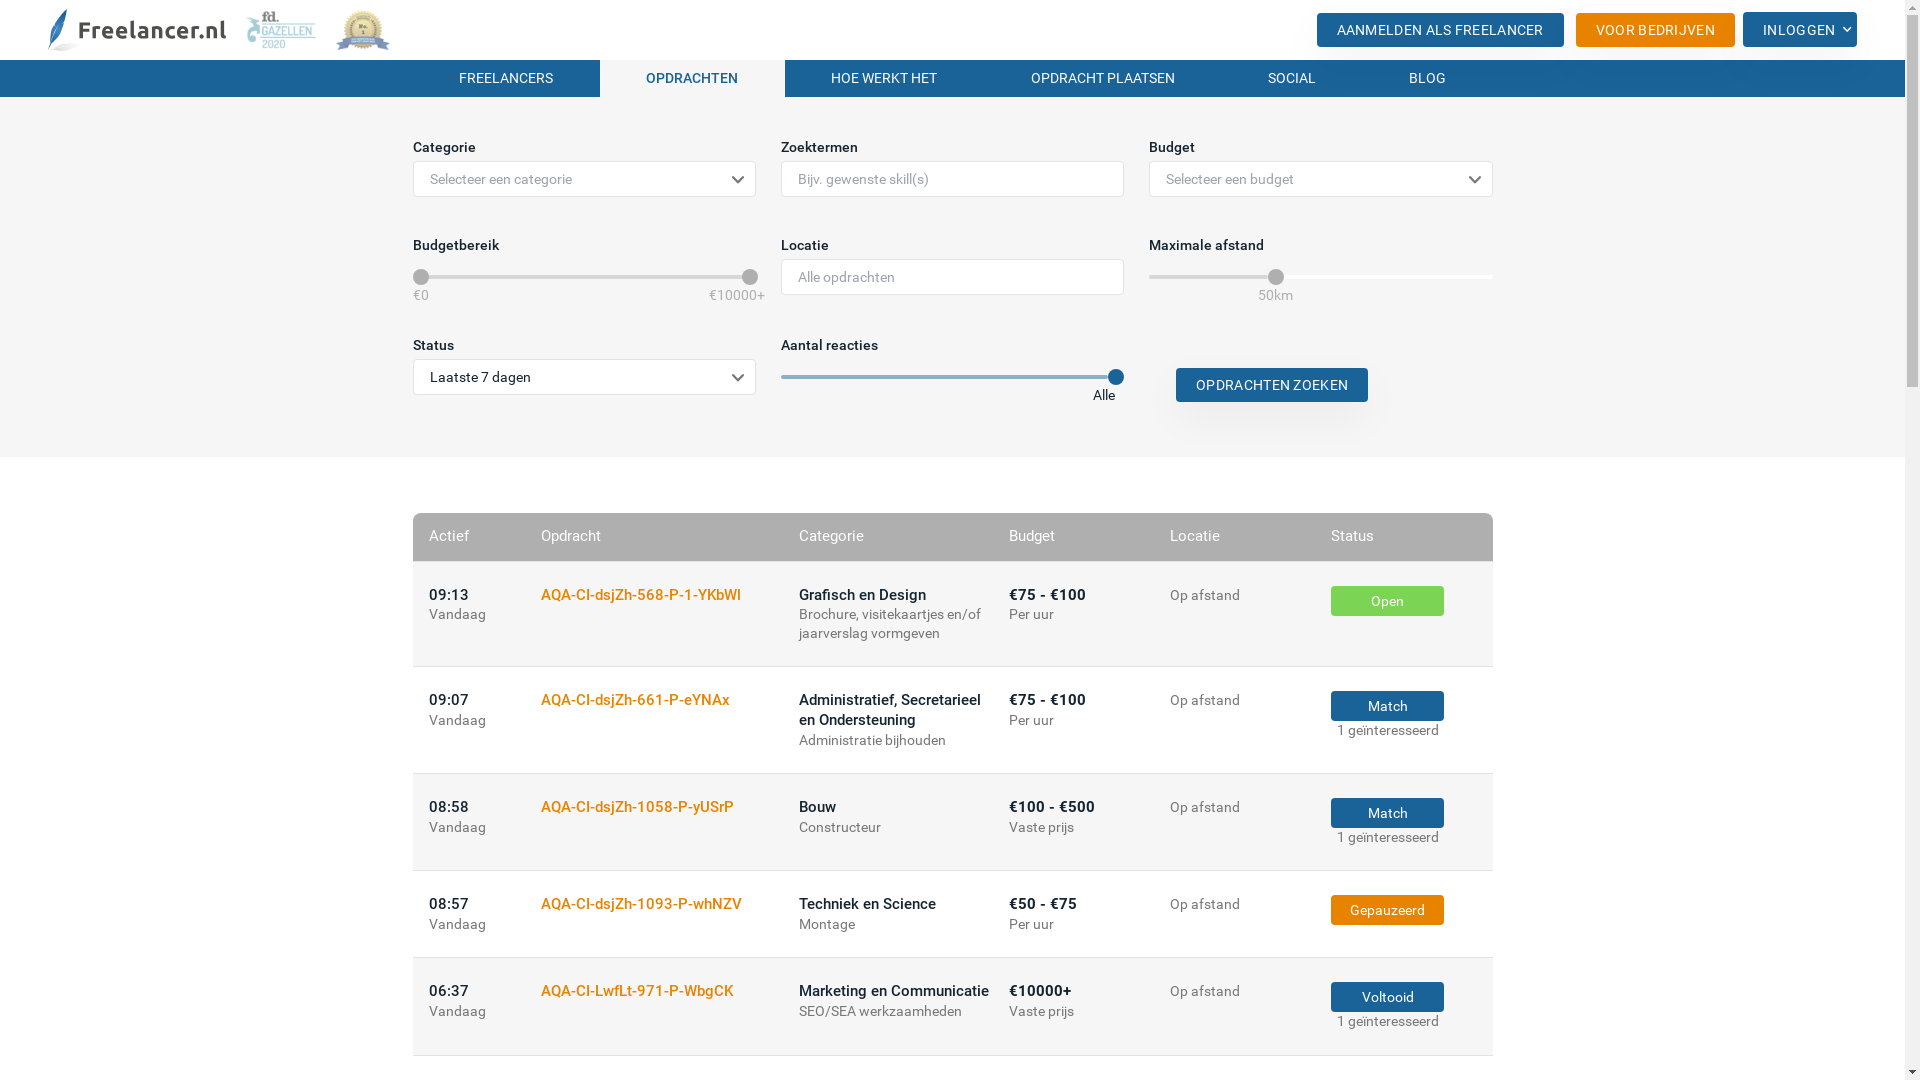 Freelancer.nl
fd.
GAZELLEN
2020
No.
1
AANMELDEN ALS FREELANCER
VOOR BEDRIJVEN
INLOGGEN
FREELANCERS
OPDRACHTEN
HOE WERKT HET
OPDRACHT PLAATSEN
SOCIAL
BLOG
Categorie
Zoektermen
Budget
Selecteer een categorie
Bijv. gewenste skill(s)
Selecteer een budget
Budgetbereik
Locatie
Maximale afstand
Alle opdrachten
€0
€10000+
50km
Status
Aantal reacties
Laatste 7 dagen
Alle
OPDRACHTEN ZOEKEN
Actief
Opdracht
Categorie
Budget
Locatie
Status
09:13
Vandaag
AQA-CI-dsjZh-568-P-1-YKbWl
Grafisch en Design
Brochure, visitekaartjes en/of
jaarverslag vormgeven
€75 - €100
Per uur
Op afstand
Open
09:07
Vandaag
AQA-CI-dsjZh-661-P-eYNAx
Administratief, Secretarieel
en Ondersteuning
Administratie bijhouden
€75 - €100
Per uur
Op afstand
Match
1 geïnteresseerd
08:58
Vandaag
AQA-CI-dsjZh-1058-P-yUSrP
Bouw
Constructeur
€100 - €500
Vaste prijs
Op afstand
Match
1 geïnteresseerd
08:57
Vandaag
AQA-CI-dsjZh-1093-P-whNZV
Techniek en Science
Montage
€50 - €75
Per uur
Op afstand
Gepauzeerd
06:37
Vandaag
AQA-CI-LwfLt-971-P-WbgCK
Marketing en Communicatie
SEO/SEA werkzaamheden
€10000+
Vaste prijs
Op afstand
Voltooid
1 geïnteresseerd